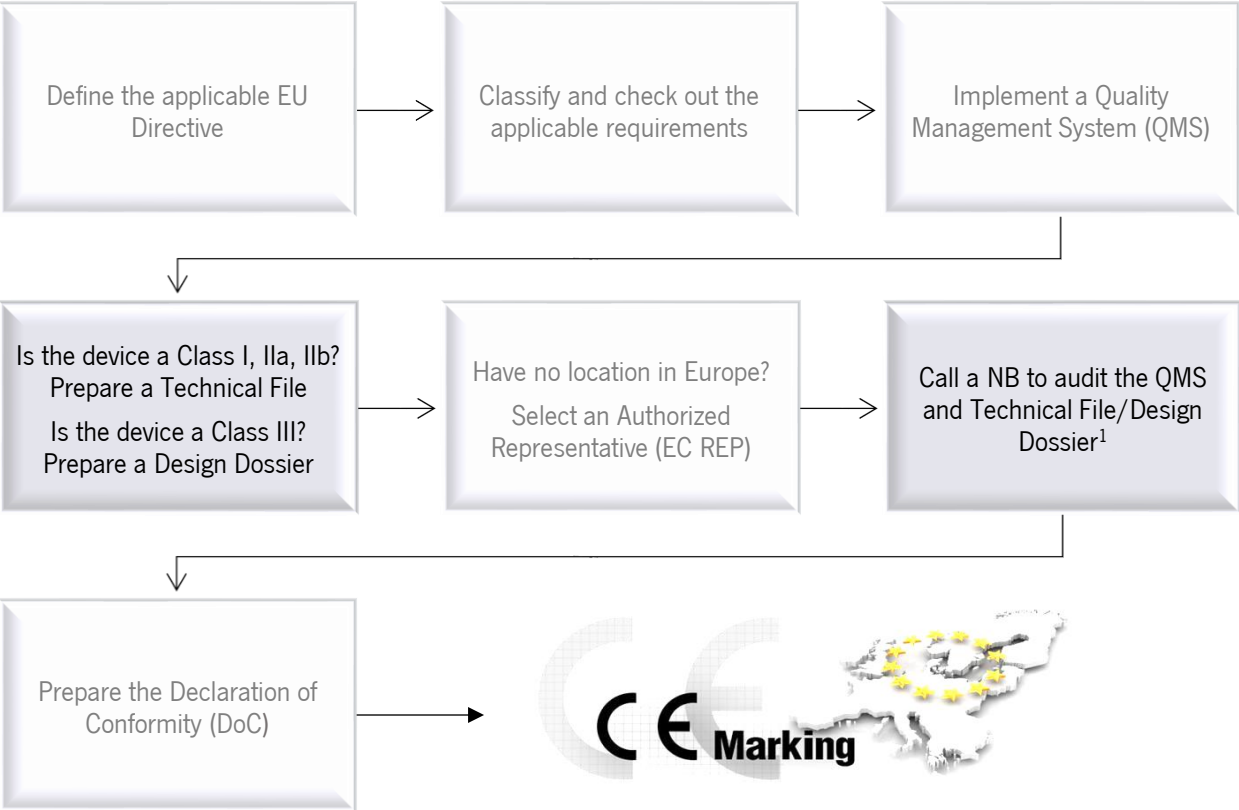 Define the applicable EU
Directive
Classify and check out the
applicable requirements
Implement a Quality
Management System (QMS)
Is the device a Class I, IIa, IIb?
Prepare a Technical File
Is the device a Class III?
Prepare a Design Dossier
Have no location in Europe?
Select an Authorized
Representative (EC REP)
Call a NB to audit the QMS
and Technical File/Design
Dossier¹
Prepare the Declaration of
Conformity (DoC)
CE
CE Marking